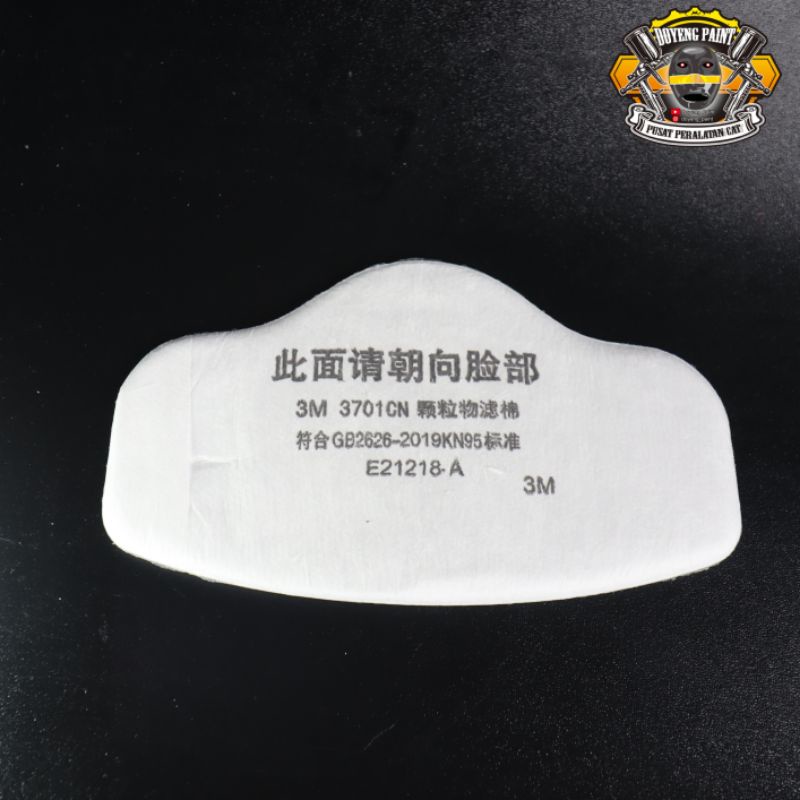 DOYENG PAINT
PUSAT PERALATAN CAT
此面请朝向脸部
3M 3701CN 颗粒物滤棉
符合GB2626-2019KN95标准
E21218-A
3M